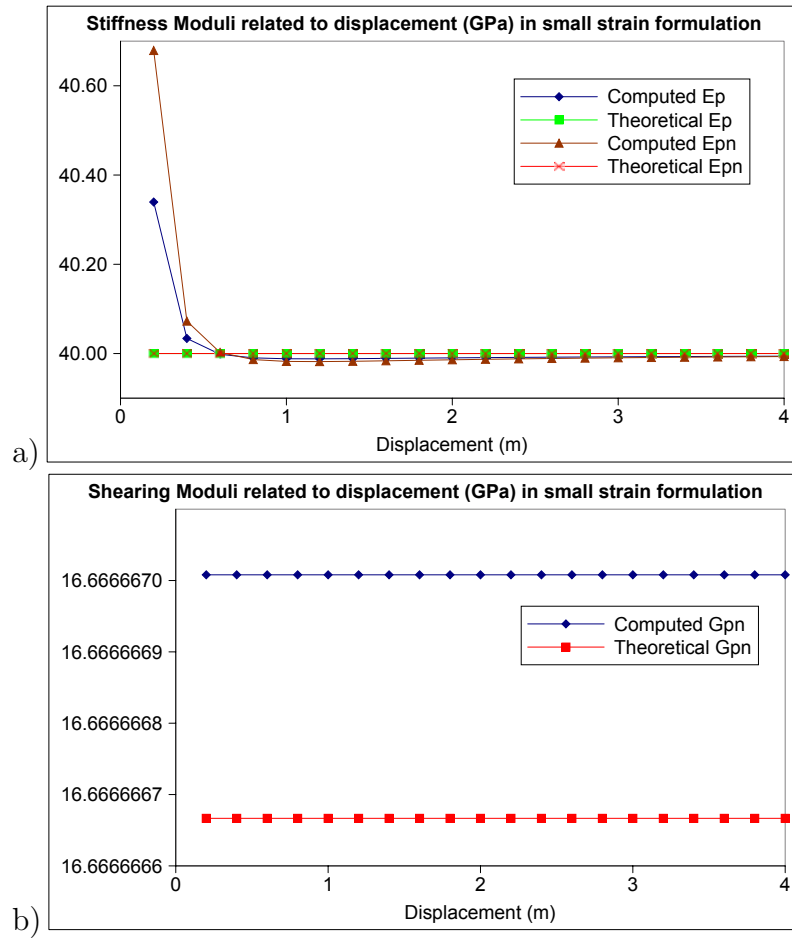 Stiffness Moduli related to displacement (GPa) in small strain formulation
40.60
40.40
40.20
40.00
Computed Ep
Theoretical Ep
Computed Epn
Theoretical Epn
0 1 2 3 4
Displacement (m)
a)
Shearing Moduli related to displacement (GPa) in small strain formulation
16.6666670
16.6666669
16.6666668
16.6666667
16.6666666
Computed Gpn
Theoretical Gpn
0 1 2 3 4
Displacement (m)
b)